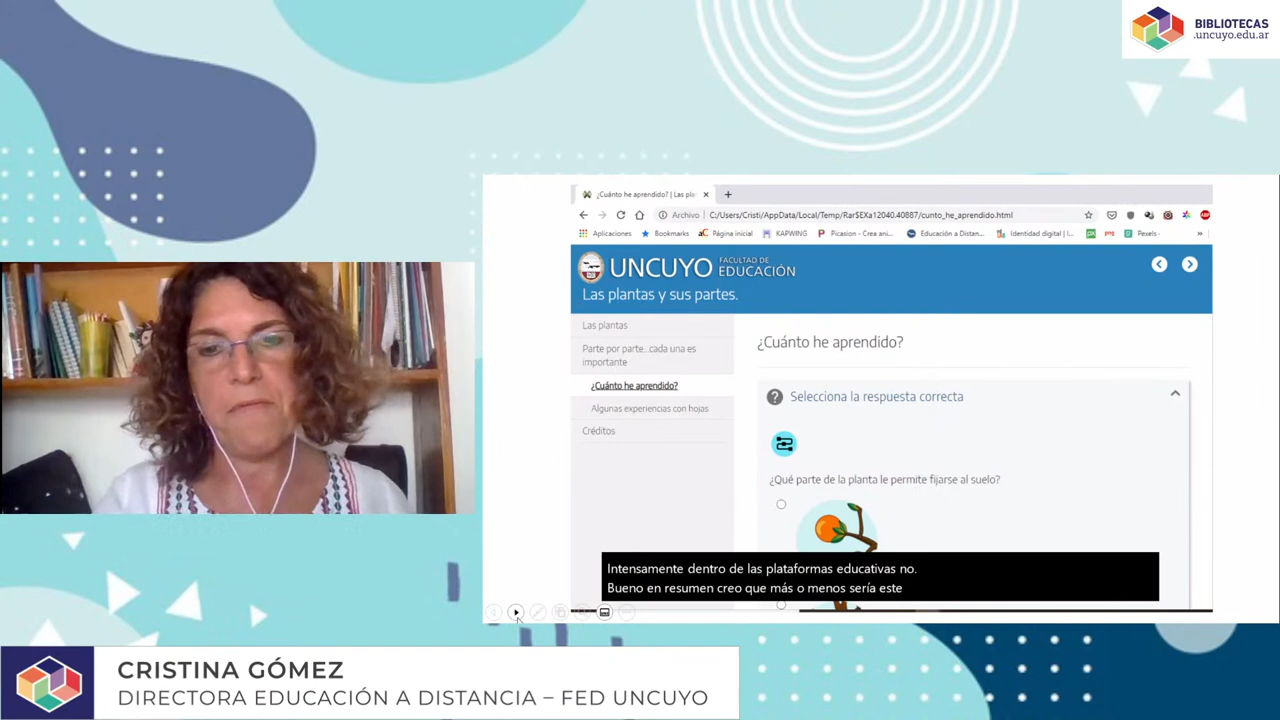 BIBLIOTECAS
.uncuyo.edu.ar
¿Cuánto he aprendido? | Las pla
Archivo C:/Users/Cristi/AppData/Local/Temp/Rar$EXa12040.40887/cunto_he_aprendido.html
Aplicaciones Bookmarks Página inicial KAPWING Picasion - Crea ani... Educación a Distan... Identidad digital | I... Pexels
UNCUYO FACULTAD DE
EDUCACIÓN
Las plantas y sus partes.
Las plantas
Parte por parte...cada una es
importante
¿Cuánto he aprendido?
Algunas experiencias con hojas
Créditos
¿Cuánto he aprendido?
Selecciona la respuesta correcta
¿Qué parte de la planta le permite fijarse al suelo?
Intensamente dentro de las plataformas educativas no.
Bueno en resumen creo que más o menos sería este
CRISTINA GÓMEZ
DIRECTORA EDUCACIÓN A DISTANCIA – FED UNCUYO